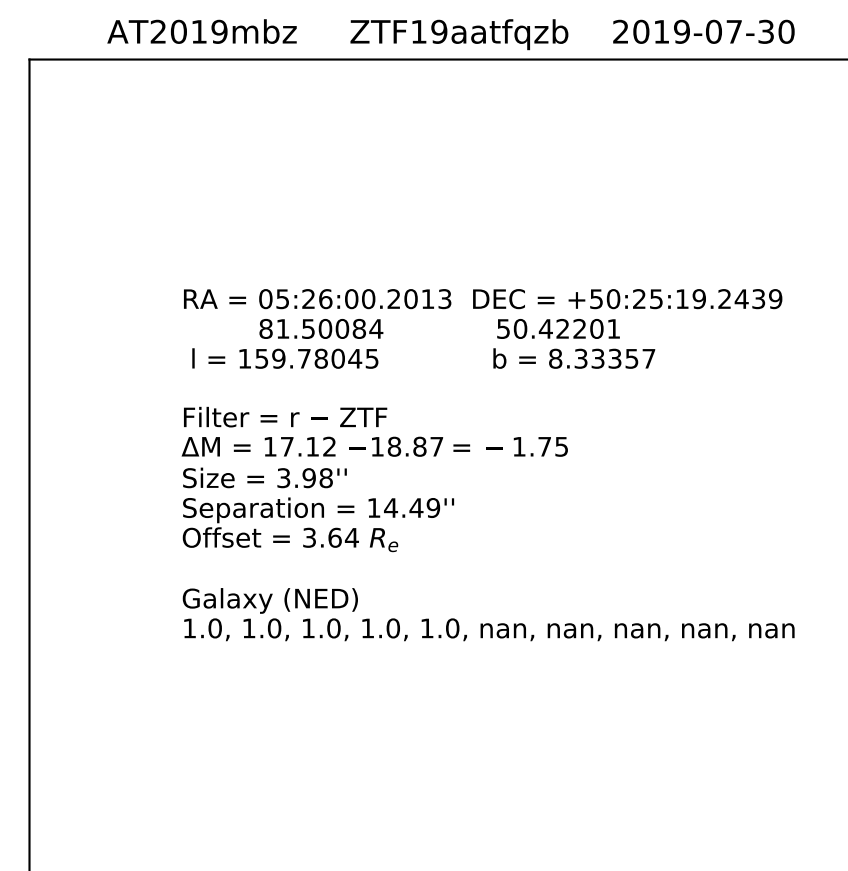 AT2019mbz ZTF19aatfqzb 2019-07-30
RA = 05:26:00.2013 DEC = +50:25:19.2439
81.50084 50.42201
l = 159.78045 b = 8.33357
Filter = r − ZTF
ΔM = 17.12 −18.87 = − 1.75
Size = 3.98''
Separation = 14.49''
Offset = 3.64 Re
Galaxy (NED)
1.0, 1.0, 1.0, 1.0, 1.0, nan, nan, nan, nan, nan